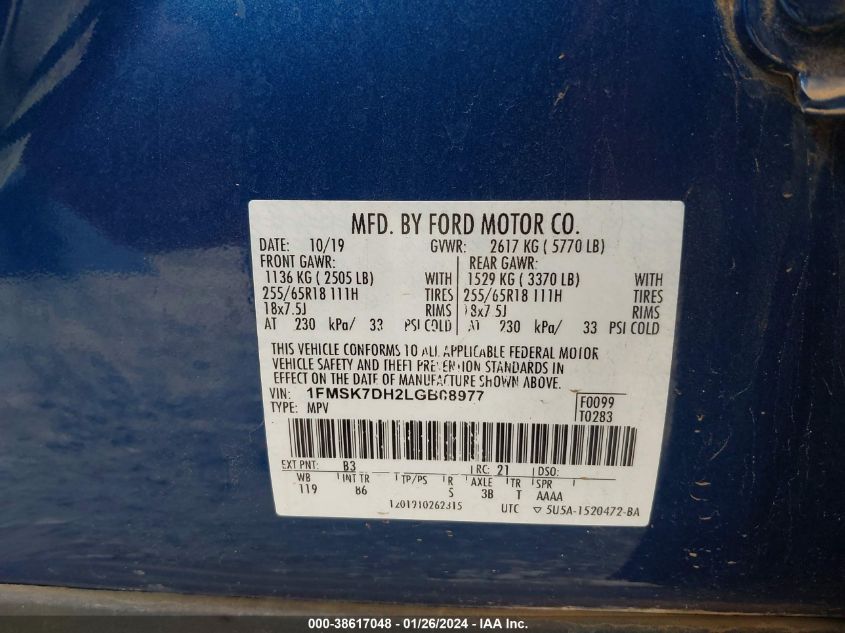 MFD. BY FORD MOTOR CO.
DATE: 10/19 GVWR: 2617 KG ( 5770 LB)
FRONT GAWR: REAR GAWR:
1136 KG ( 2505 LB) WITH 1529 KG ( 3370 LB) WITH
255/65R18 111H TIRES 255/65R18 111H TIRES
18x7.5J RIMS 18x7.5J RIMS
AT 230 kPa/ 33 PSI COLD AT 230 kPa/ 33 PSI COLD
THIS VEHICLE CONFORMS TO ALL APPLICABLE FEDERAL MOTOR
VEHICLE SAFETY AND THEFT PREVENTION STANDARDS IN
EFFECT ON THE DATE OF MANUFACTURE SHOWN ABOVE.
VIN: 1FMSK7DH2LGB08977 F0099
TYPE: MPV T0283
EXT PNT: B3 RC: 21 DSO:
WB INT TR TP/PS R AXLE TR SPR
119 B6 S 3B T AAAA
UTC ▽ 5U5A-1520472-BA
000-38617048 - 01/26/2024 - IAA Inc.